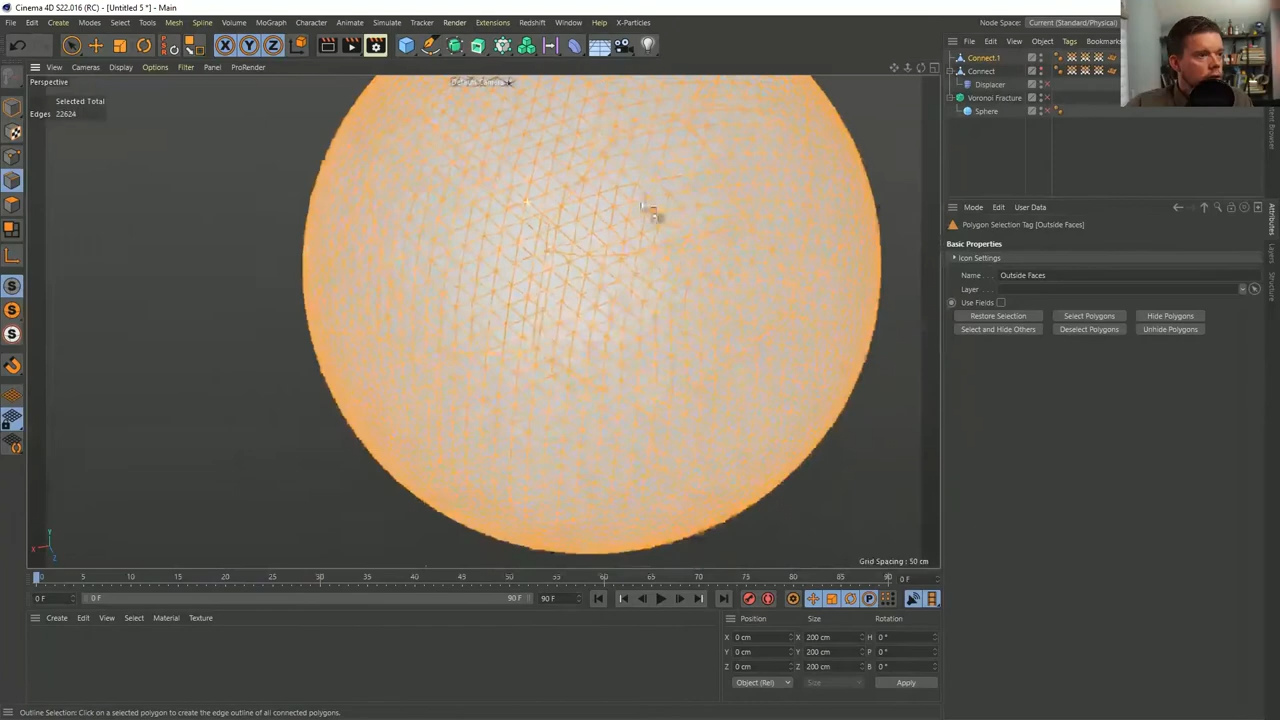 Cinema 4D S22.016 (RC) - [Untitled 5 *] - Main
File Edit Create Modes Select Tools Mesh Spline Volume MoGraph Character Animate Simulate Tracker Render Extensions Redshift Window Help X-Particles
Node Space: Current (Standard/Physical)
File Edit View Object Tags Bookmarks
View Cameras Display Options Filter Panel ProRender
Perspective
Selected Total
Edges 22624
Connect.1
Connect
Displacer
Voronoi Fracture
Sphere
Mode Edit User Data
Polygon Selection Tag [Outside Faces]
Basic Properties
Icon Settings
Name Outside Faces
Layer
Use Fields
Restore Selection Select Polygons Hide Polygons
Select and Hide Others Deselect Polygons Unhide Polygons
Attributes
Layers
Structure
X Y Z
Grid Spacing : 50 cm
0 5 10 15 20 25 30 35 40 45 50 55 60 65 70 75 80 85 90 0 F
0 F 0 F 90 F 90 F
Create Edit View Select Material Texture
Position Size Rotation
X 0 cm X 200 cm H 0 °
Y 0 cm Y 200 cm P 0 °
Z 0 cm Z 200 cm B 0 °
Object (Rel) Size Apply
Outline Selection: Click on a selected polygon to create the edge outline of all connected polygons.